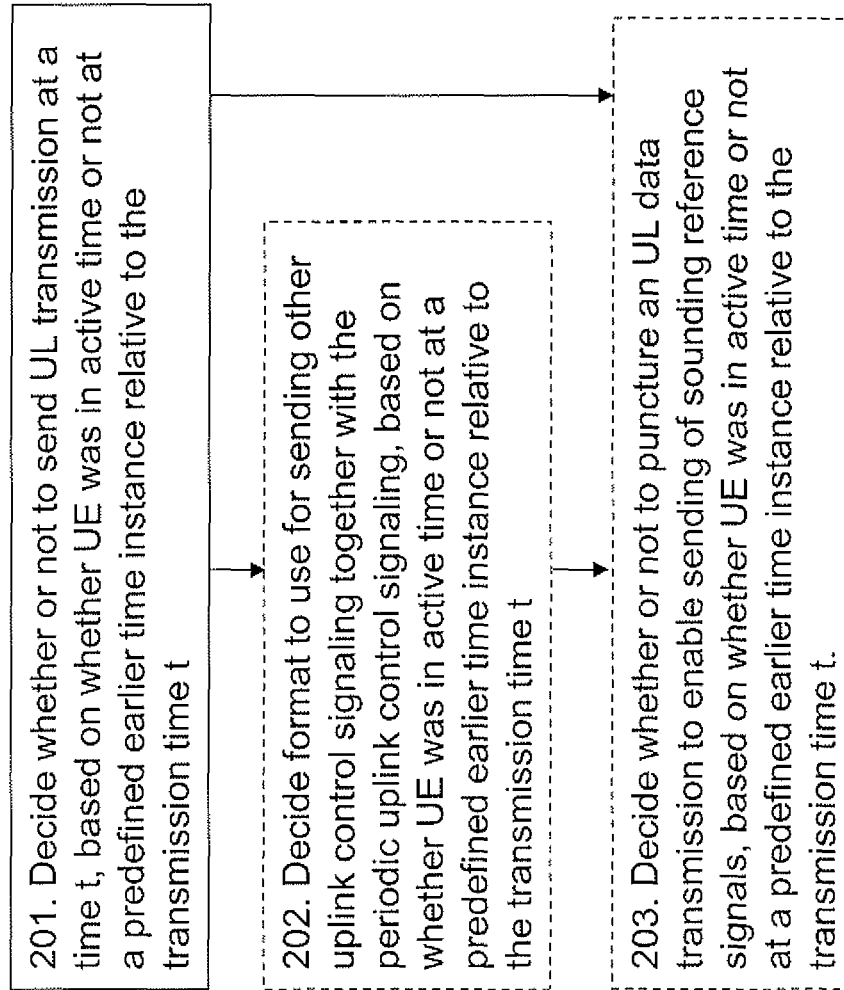 201. Decide whether or not to send UL transmission at a
time t, based on whether UE was in active time or not at
a predefined earlier time instance relative to the
transmission time t
202. Decide format to use for sending other
uplink control signaling together with the
periodic uplink control signaling, based on
whether UE was in active time or not at a
predefined earlier time instance relative to
the transmission time t
203. Decide whether or not to puncture an UL data
transmission to enable sending of sounding reference
signals, based on whether UE was in active time or not
at a predefined earlier time instance relative to the
transmission time t.